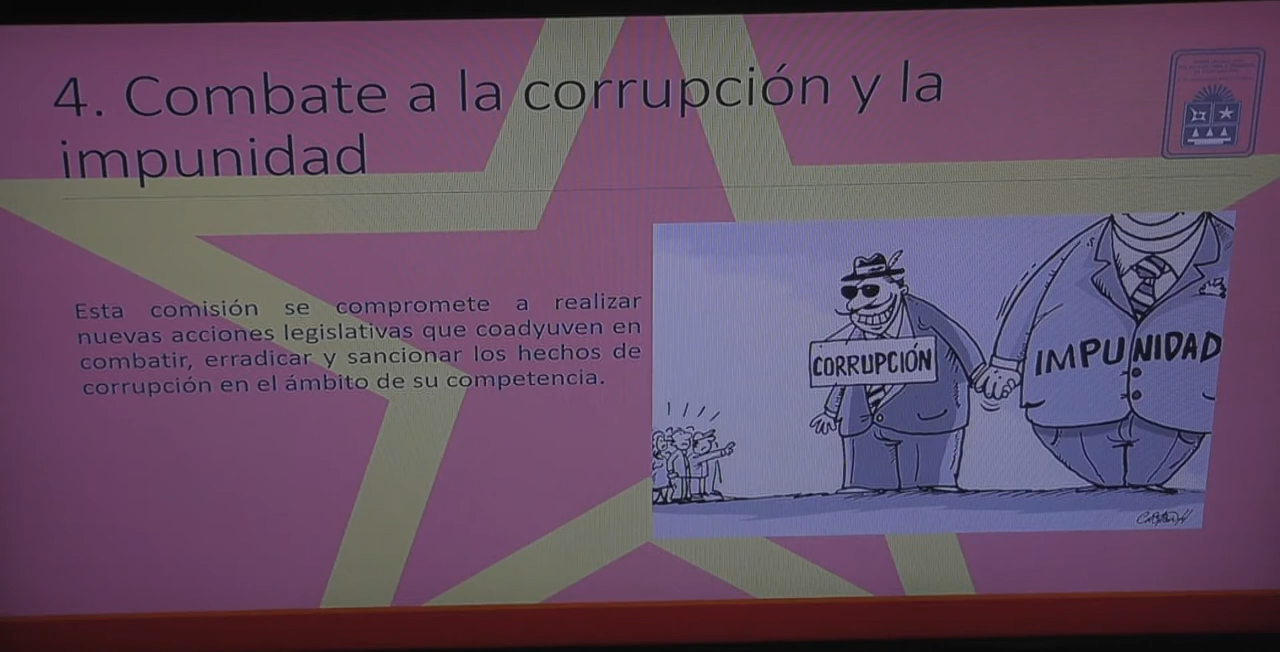 4. Combate a la corrupción y la
impunidad
Esta comisión se compromete a realizar
nuevas acciones legislativas que coadyuven en
combatir, erradicar y sancionar los hechos de
corrupción en el ámbito de su competencia.
CORRUPCIÓN
IMPUNIDAD